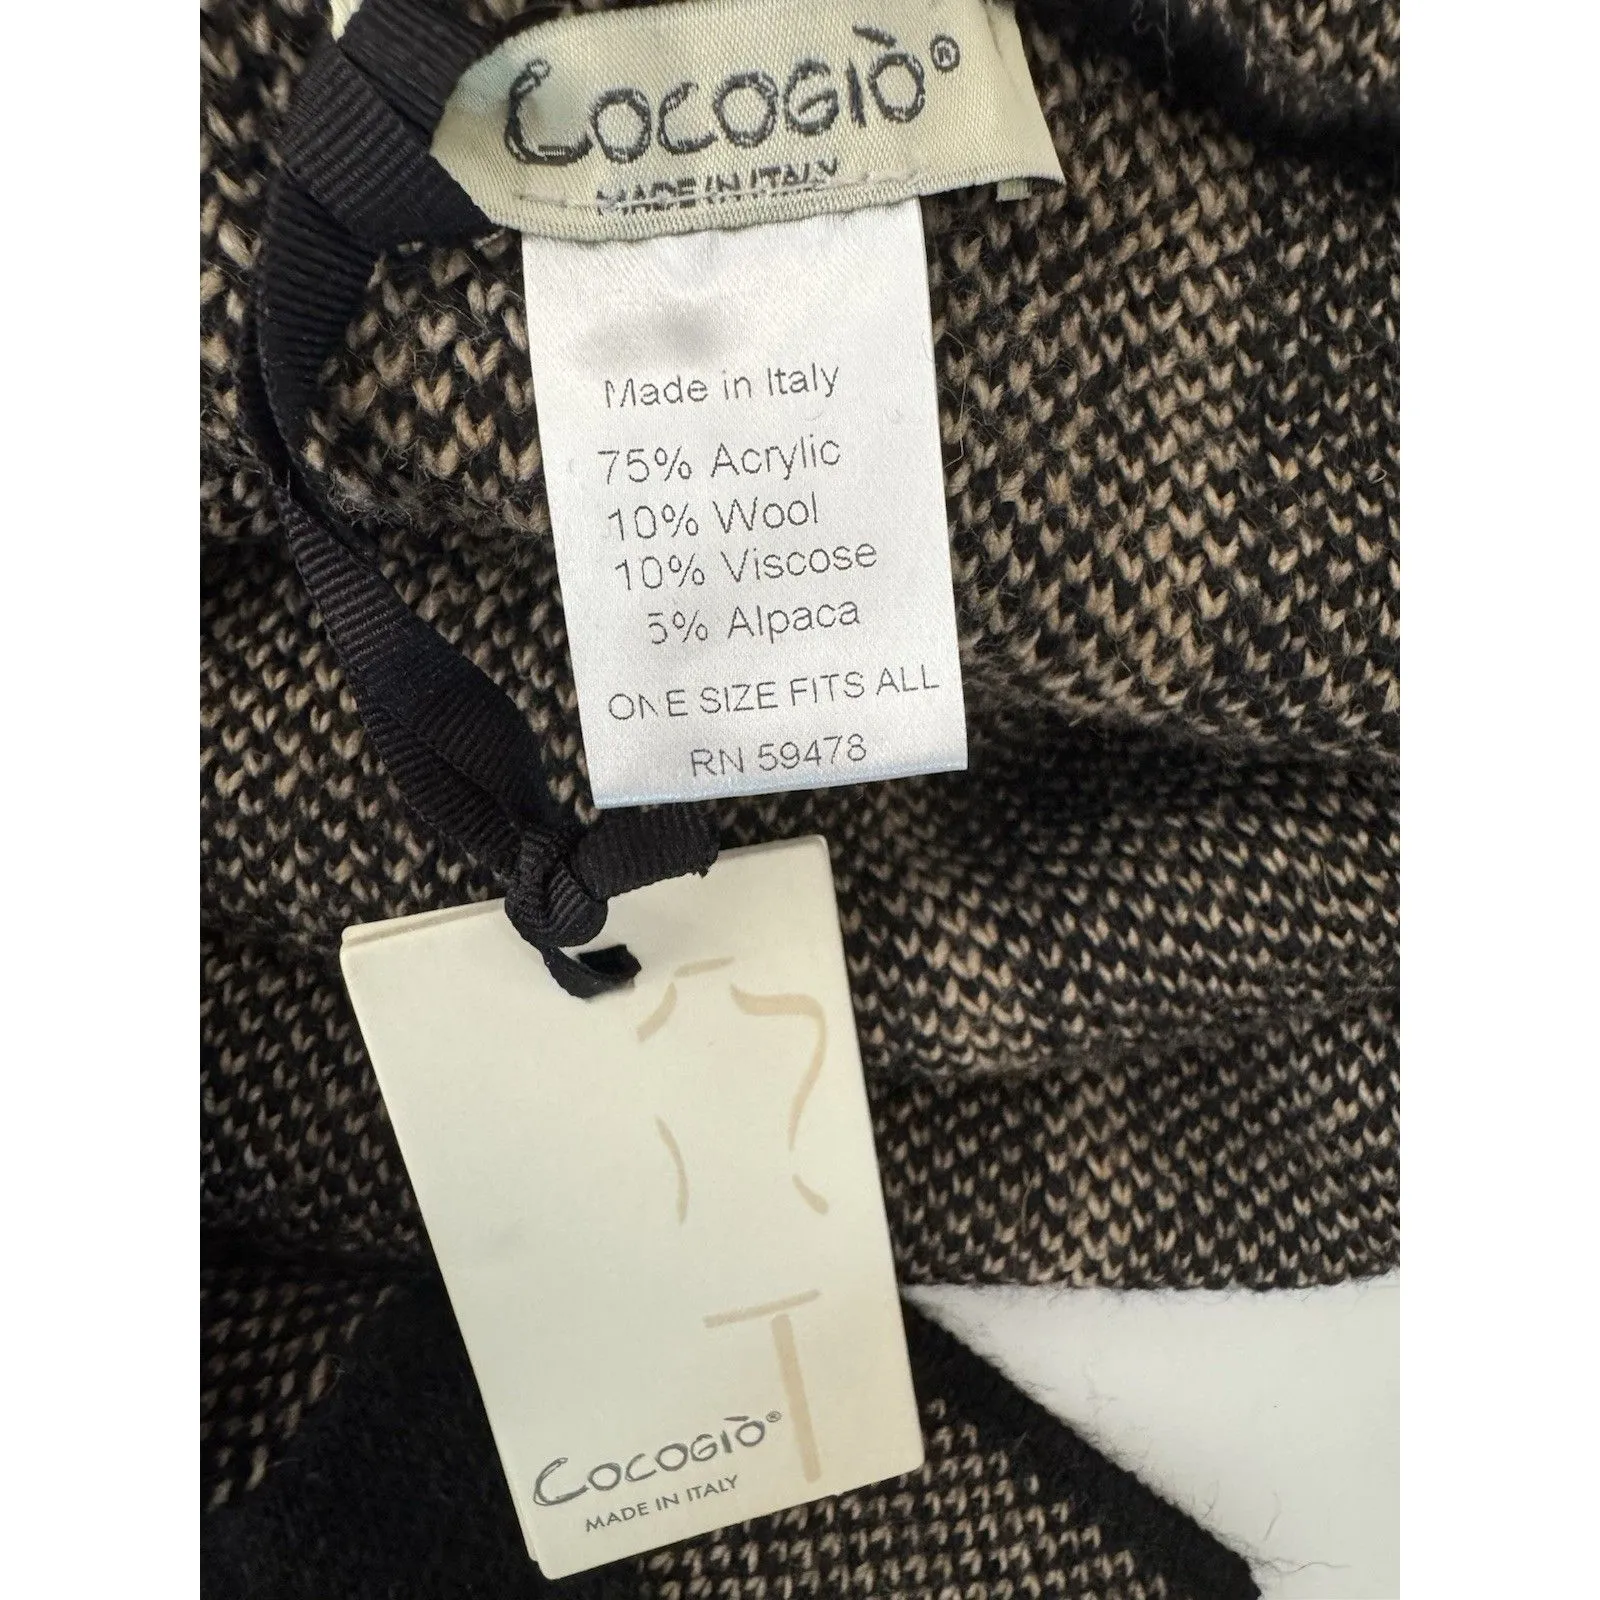 COCOGIÒ®
MADE IN ITALY
Made in Italy
75% Acrylic
10% Wool
10% Viscose
5% Alpaca
ONE SIZE FITS ALL
RN 59478
COCOGIÒ®
MADE IN ITALY